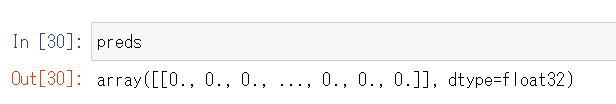 In [30]: preds
Out[30]: array([[0., 0., 0., ..., 0., 0., 0.]], dtype=float32)